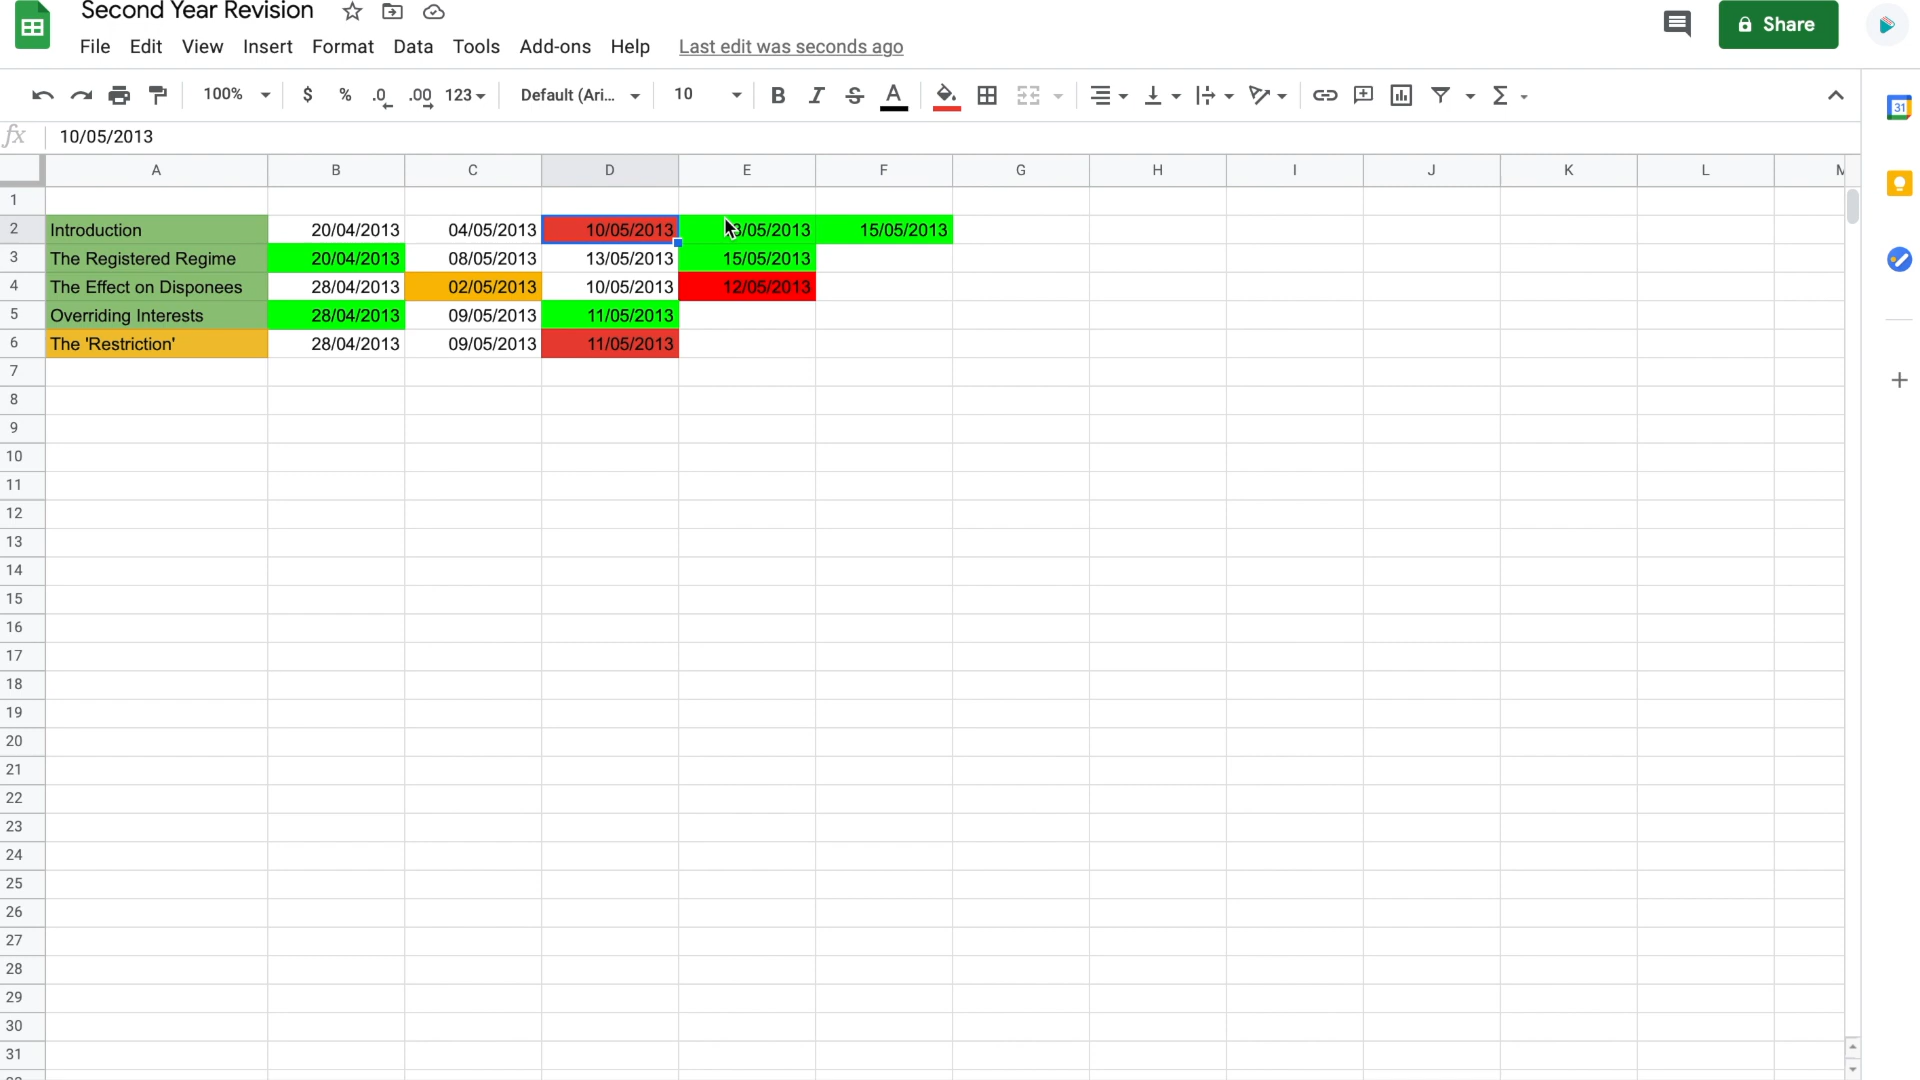 Second Year Revision
File Edit View Insert Format Data Tools Add-ons Help Last edit was seconds ago
Share
100% $ % .0 .00 123 Default (Ari... 10 B I S A Σ
31
fx 10/05/2013
A B C D E F G H I J K L
1
2 Introduction 20/04/2013 04/05/2013 10/05/2013 15/05/2013
3 The Registered Regime 20/04/2013 08/05/2013 13/05/2013 15/05/2013
4 The Effect on Disponees 28/04/2013 02/05/2013 10/05/2013 12/05/2013
5 Overriding Interests 28/04/2013 09/05/2013 11/05/2013
6 The 'Restriction' 28/04/2013 09/05/2013 11/05/2013
7
8
9
10
11
12
13
14
15
16
17
18
19
20
21
22
23
24
25
26
27
28
29
30
31